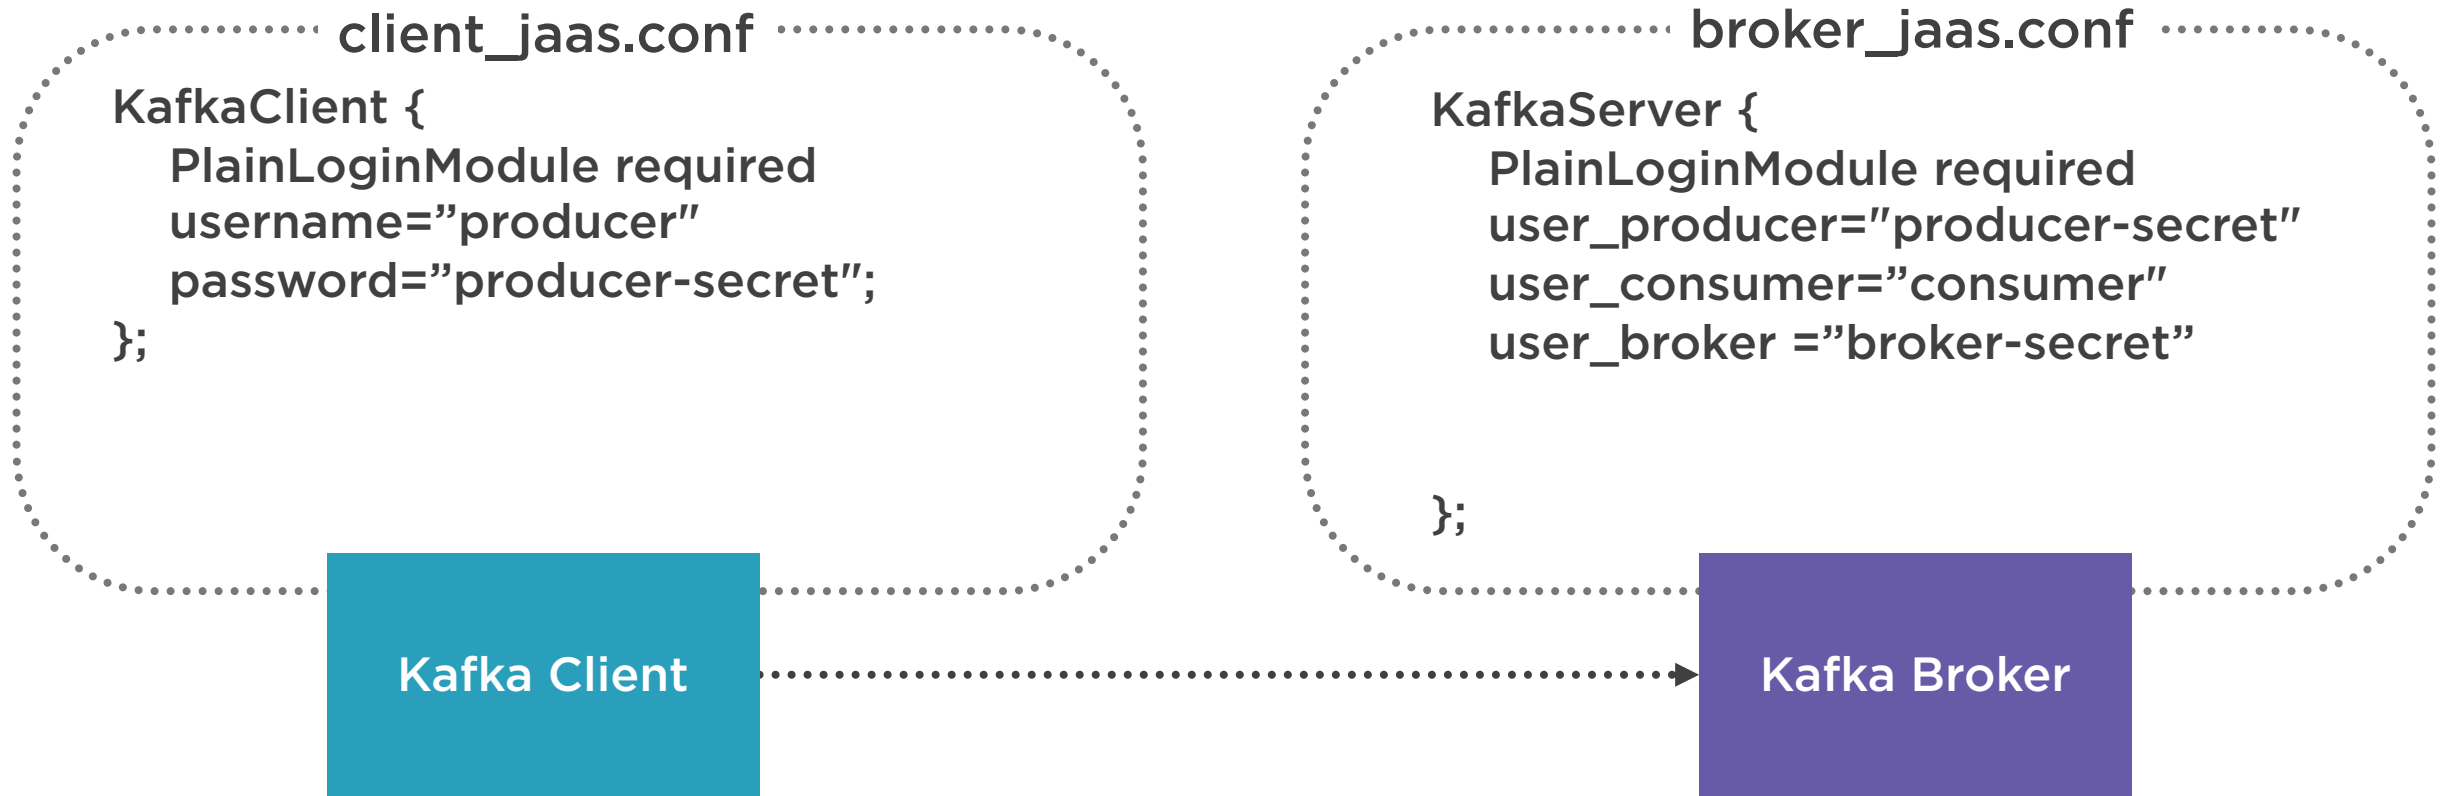 client_jaas.conf
KafkaClient {
PlainLoginModule required
username=”producer"
password=”producer-secret";
};
Kafka Client
broker_jaas.conf
KafkaServer {
PlainLoginModule required
user_producer="producer-secret"
user_consumer=”consumer"
user_broker =”broker-secret”
};
Kafka Broker